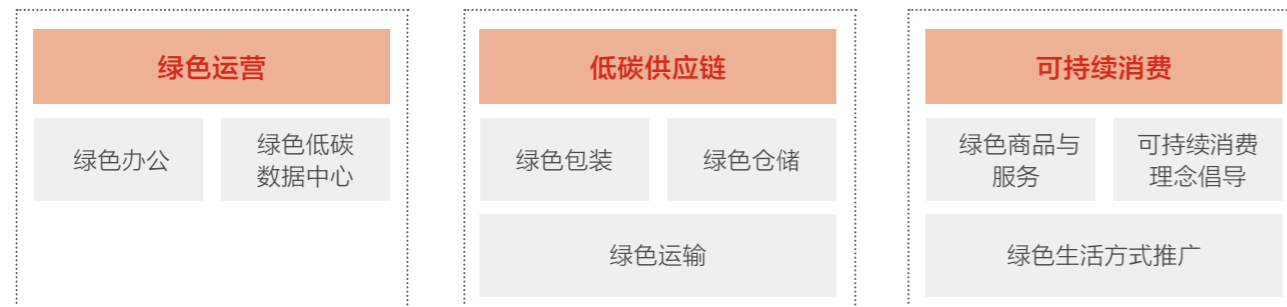 绿色运营
绿色办公
绿色低碳
数据中心
低碳供应链
绿色包装
绿色仓储
绿色运输
可持续消费
绿色商品与
服务
可持续消费
理念倡导
绿色生活方式推广